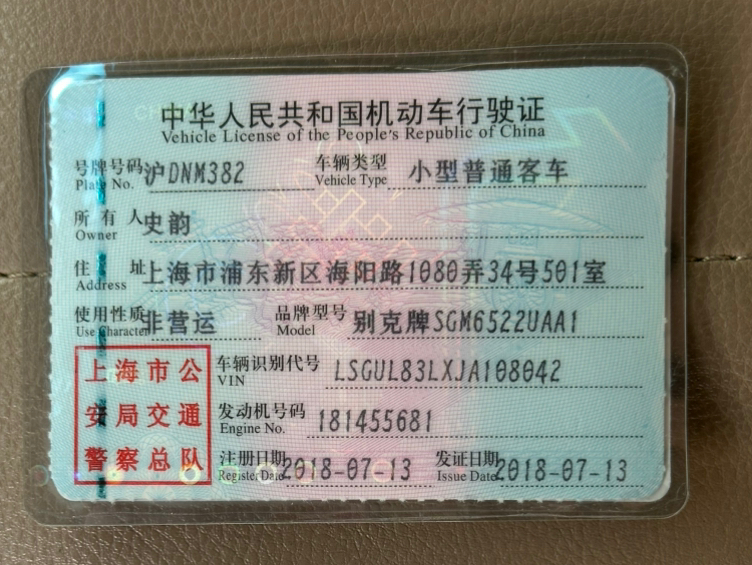 中华人民共和国机动车行驶证
Vehicle License of the People's Republic of China
号牌号码 Plate No. 沪DNM382 车辆类型 Vehicle Type 小型普通客车
所有人 Owner 史韵
住址 Address 上海市浦东新区海阳路1080弄34号501室
使用性质 Use Character 非营运 品牌型号 Model 别克牌SGM6522UAA1
上海市公安局交通警察总队
车辆识别代号 VIN LSGUL83LXJA108042
发动机号码 Engine No. 181455681
注册日期 Register Date 2018-07-13 发证日期 Issue Date 2018-07-13